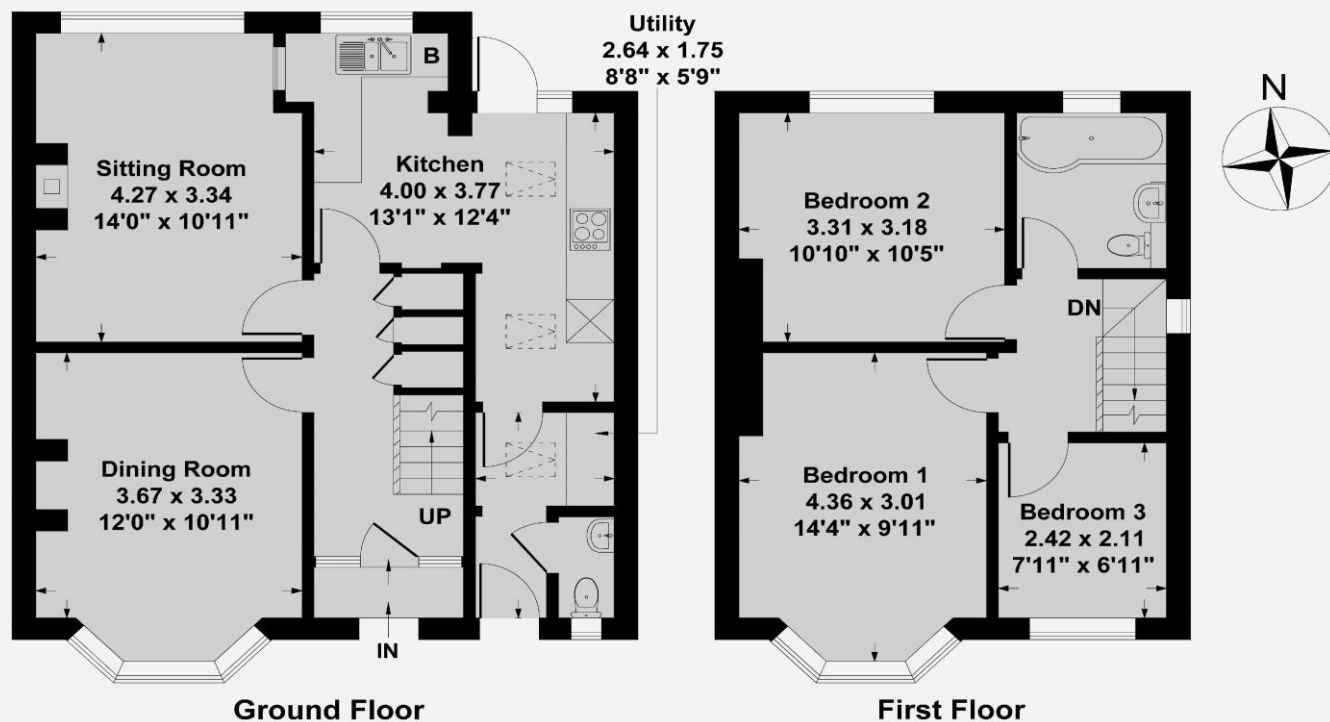 Utility
2.64 x 1.75
8'8" x 5'9"
B
N
Sitting Room
4.27 x 3.34
14'0" x 10'11"
Kitchen
4.00 x 3.77
13'1" x 12'4"
Bedroom 2
3.31 x 3.18
10'10" x 10'5"
DN
Dining Room
3.67 x 3.33
12'0" x 10'11"
UP
Bedroom 1
4.36 x 3.01
14'4" x 9'11"
Bedroom 3
2.42 x 2.11
7'11" x 6'11"
IN
Ground Floor
First Floor